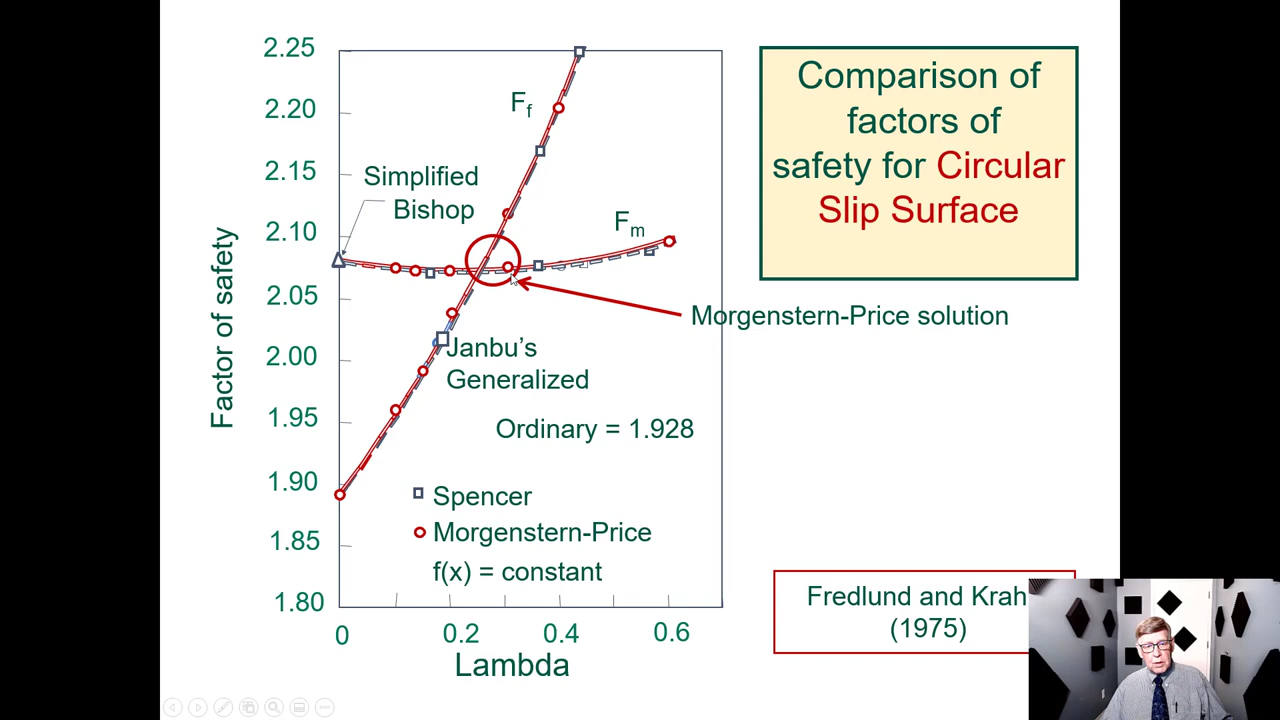 Comparison of
factors of
safety for Circular
Slip Surface
2.25
2.20
2.15
2.10
2.05
2.00
1.95
1.90
1.85
1.80
Factor of safety
Ff
Simplified
Bishop
Fm
Morgenstern-Price solution
Janbu's
Generalized
Ordinary = 1.928
Spencer
Morgenstern-Price
f(x) = constant
0
0.2
0.4
0.6
Lambda
Fredlund and Krah
(1975)